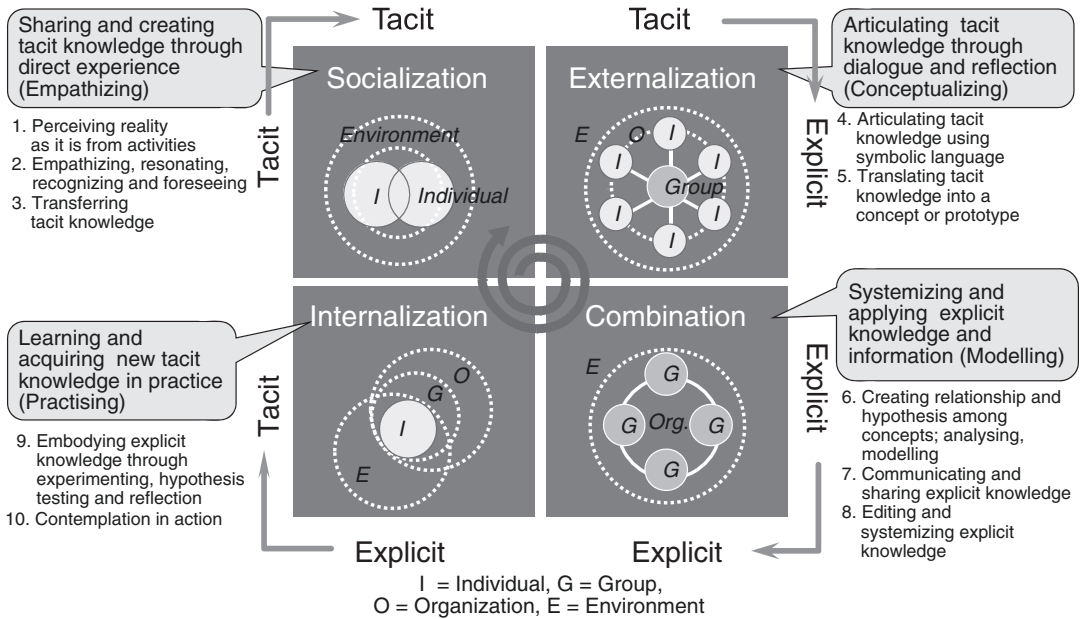 Sharing and creating
tacit knowledge through
direct experience
(Empathizing)
1. Perceiving reality
as it is from activities
2. Empathizing, resonating,
recognizing and foreseeing
3. Transferring
tacit knowledge
Tacit
Tacit
Socialization
Environment
I
Individual
Tacit
Explicit
Externalization
E
O
I
I
I
Group
I
I
I
Articulating tacit
knowledge through
dialogue and reflection
(Conceptualizing)
4. Articulating tacit
knowledge using
symbolic language
5. Translating tacit
knowledge into a
concept or prototype
Learning and
acquiring new tacit
knowledge in practice
(Practising)
9. Embodying explicit
knowledge through
experimenting, hypothesis
testing and reflection
10. Contemplation in action
Tacit
Explicit
Internalization
O
G
I
E
Combination
E
G
G
Org.
G
G
Explicit
Explicit
Systemizing and
applying explicit
knowledge and
information (Modelling)
6. Creating relationship and
hypothesis among
concepts; analysing,
modelling
7. Communicating and
sharing explicit knowledge
8. Editing and
systemizing explicit
knowledge
I = Individual, G = Group,
O = Organization, E = Environment